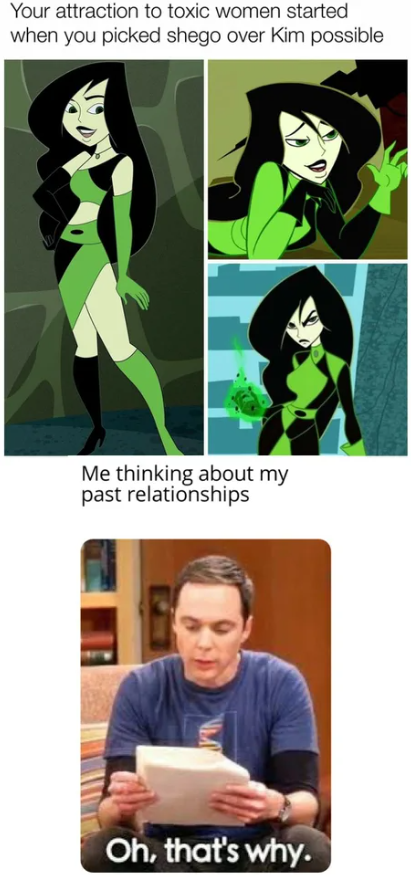 Your attraction to toxic women started
when you picked shego over Kim possible
Me thinking about my
past relationships
Oh, that's why.